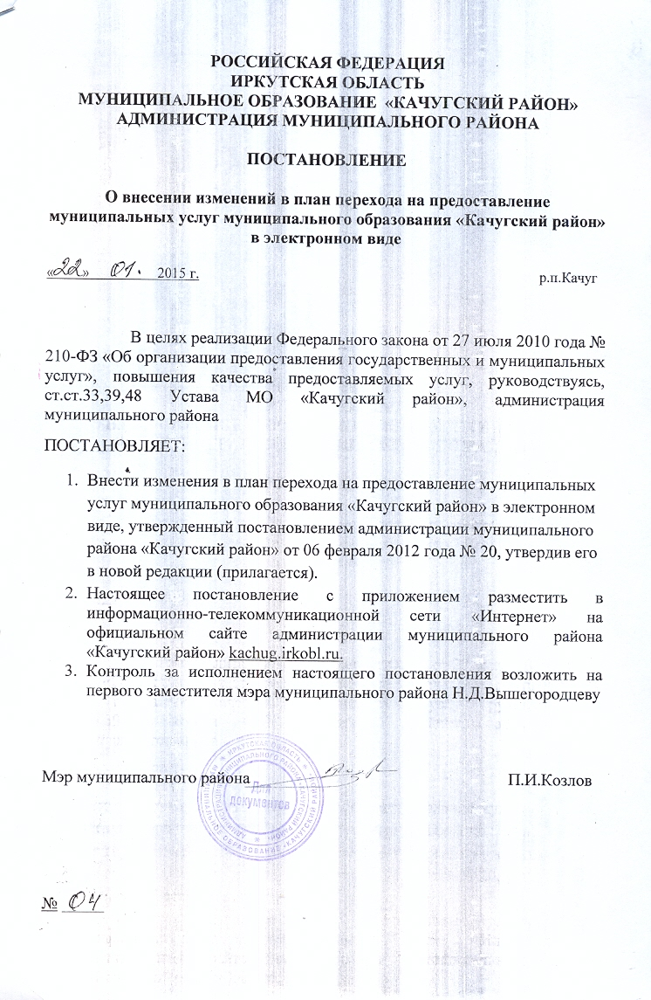 РОССИЙСКАЯ ФЕДЕРАЦИЯ
ИРКУТСКАЯ ОБЛАСТЬ
МУНИЦИПАЛЬНОЕ ОБРАЗОВАНИЕ «КАЧУГСКИЙ РАЙОН»
АДМИНИСТРАЦИЯ МУНИЦИПАЛЬНОГО РАЙОНА
ПОСТАНОВЛЕНИЕ
О внесении изменений в план перехода на предоставление
муниципальных услуг муниципального образования «Качугский район»
в электронном виде
«22» 01. 2015 г.
р.п.Качуг
В целях реализации Федерального закона от 27 июля 2010 года №
210-ФЗ «Об организации предоставления государственных и муниципальных
услуг», повышения качества предоставляемых услуг, руководствуясь,
ст.ст.33,39,48 Устава МО «Качугский район», администрация
муниципального района
ПОСТАНОВЛЯЕТ:
1. Внести изменения в план перехода на предоставление муниципальных
услуг муниципального образования «Качугский район» в электронном
виде, утвержденный постановлением администрации муниципального
района «Качугский район» от 06 февраля 2012 года № 20, утвердив его
в новой редакции (прилагается).
2. Настоящее постановление с приложением разместить в
информационно-телекоммуникационной сети «Интернет» на
официальном сайте администрации муниципального района
«Качугский район» kachug.irkobl.ru.
3. Контроль за исполнением настоящего постановления возложить на
первого заместителя мэра муниципального района Н.Д.Вышегородцеву
Мэр муниципального района
П.И.Козлов
Для
документов
ИРКУТСКАЯ ОБЛАСТЬ
МУНИЦИПАЛЬНОЕ ОБРАЗОВАНИЕ «КАЧУГСКИЙ РАЙОН»
АДМИНИСТРАЦИЯ МУНИЦИПАЛЬНОГО РАЙОНА «КАЧУГСКИЙ РАЙОН»
№ 04